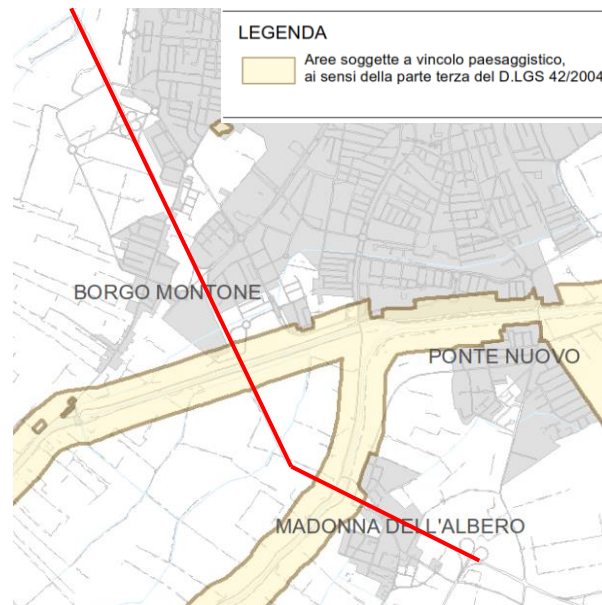 LEGENDA
Aree soggette a vincolo paesaggistico,
ai sensi della parte terza del D.LGS 42/2004
BORGO MONTONE
PONTE NUOVO
MADONNA DELL'ALBERO